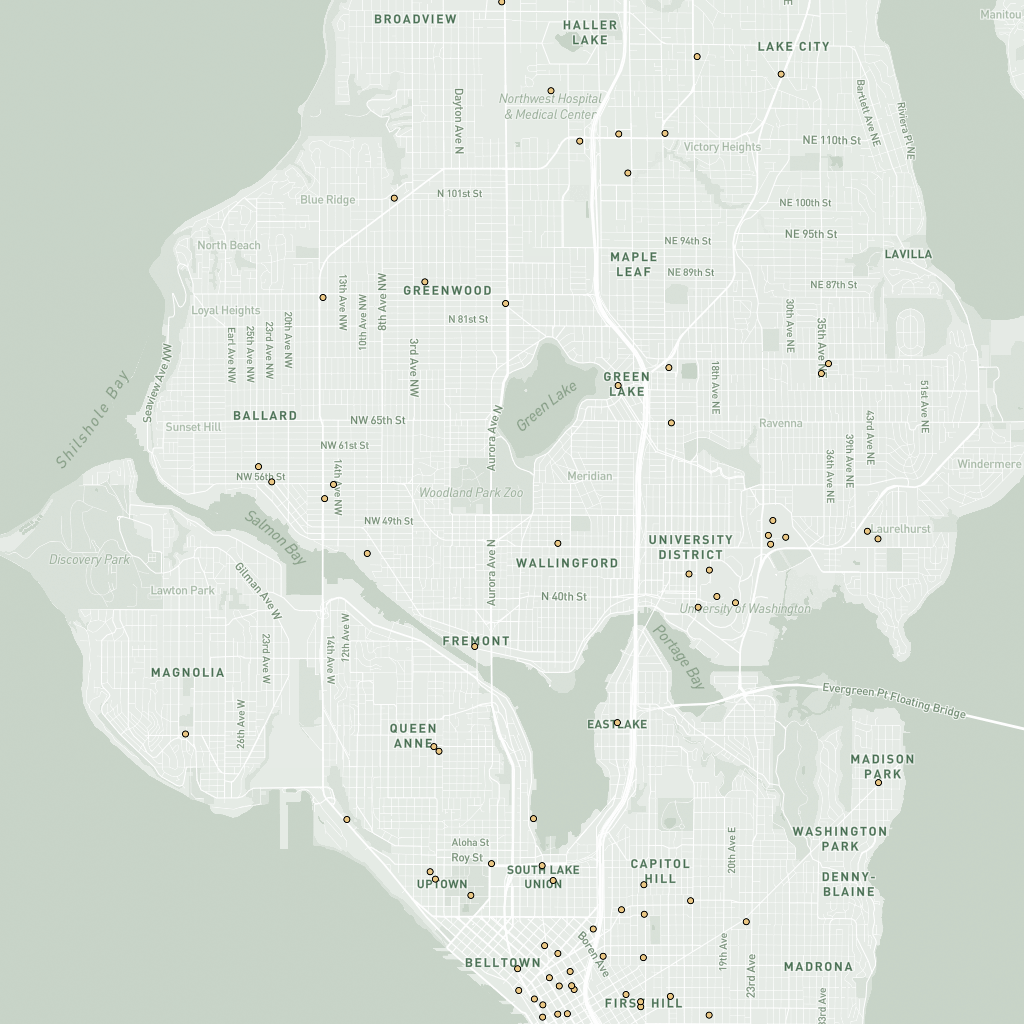 BROADVIEW
HALLER
LAKE
LAKE CITY
Manitou
E
Dayton Ave N
Northwest Hospital
& Medical Center
Bartlett Ave NE
Riviera Pl NE
NE 110th St
Victory Heights
Blue Ridge
N 101st St
NE 100th St
NE 95th St
North Beach
NE 94th St
MAPLE
LEAF
LAVILLA
NE 89th St
NE 87th St
GREENWOOD
13th Ave NW
10th Ave NW
8th Ave NW
Loyal Heights
N 81st St
Earl Ave NW
25th Ave NW
23rd Ave NW
20th Ave NW
30th Ave NE
35th Ave NE
3rd Ave NW
Seaview Ave NW
Shilshole Bay
GREEN
LAKE
Green Lake
18th Ave NE
51st Ave NE
BALLARD
NW 65th St
Sunset Hill
Aurora Ave N
Ravenna
43rd Ave NE
39th Ave NE
36th Ave NE
NW 61st St
Windermere
NW 56th St
14th Ave NW
Meridian
Woodland Park Zoo
NW 49th St
Salmon Bay
Laurelhurst
UNIVERSITY
DISTRICT
Discovery Park
WALLINGFORD
Aurora Ave N
Lawton Park
Gilman Ave W
N 40th St
University of Washington
FREMONT
12th Ave W
14th Ave W
23rd Ave W
Portage Bay
MAGNOLIA
Evergreen Pt Floating Bridge
26th Ave W
QUEEN
ANNE
EASTLAKE
MADISON
PARK
WASHINGTON
PARK
20th Ave E
Aloha St
Roy St
UPTOWN
SOUTH LAKE
UNION
CAPITOL
HILL
DENNY-
BLAINE
Boren Ave
19th Ave
23rd Ave
BELLTOWN
MADRONA
FIRST HILL
3rd Ave